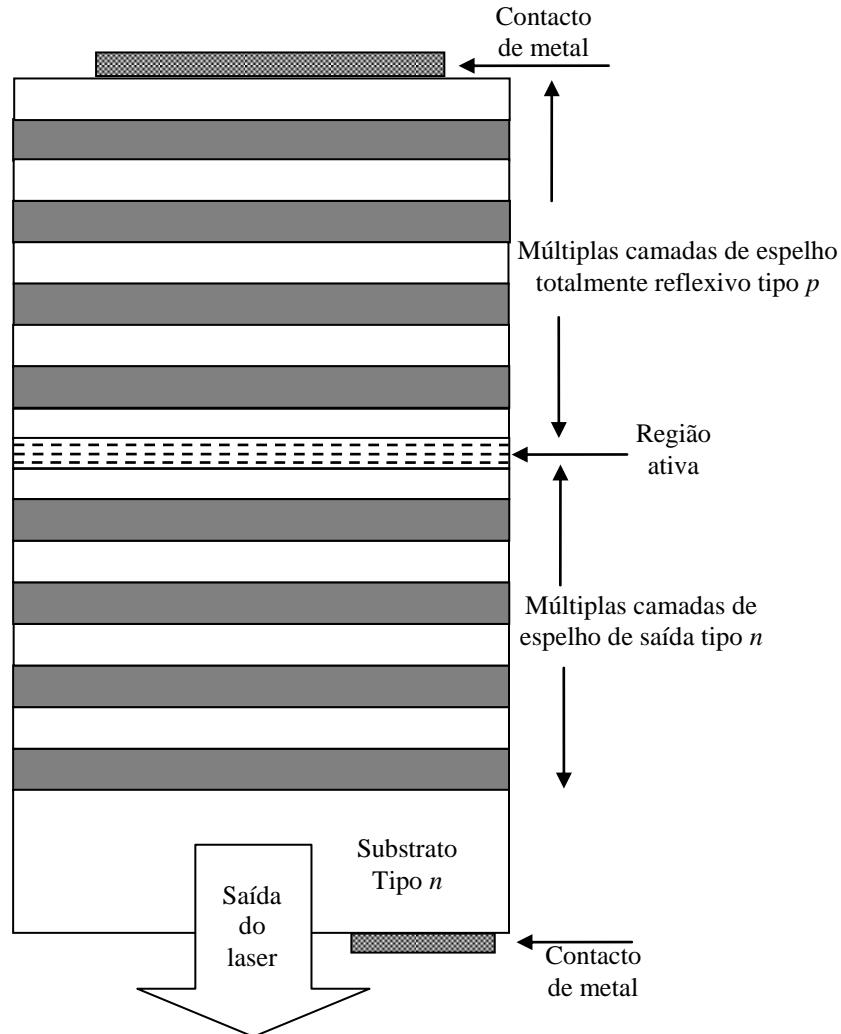 Contacto
de metal
Múltiplas camadas de espelho
totalmente reflexivo tipo p
Região
ativa
Múltiplas camadas de
espelho de saída tipo n
Substrato
Tipo n
Saída
do
laser
Contacto
de metal